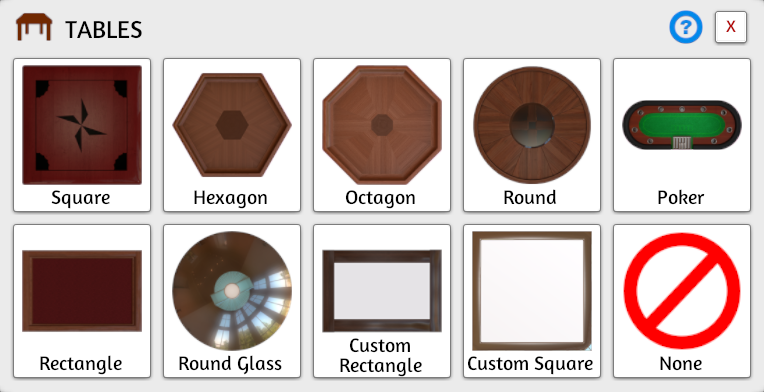 TABLES
?
X
Square
Hexagon
Octagon
Round
Poker
Rectangle
Round Glass
Custom
Rectangle
Custom Square
None